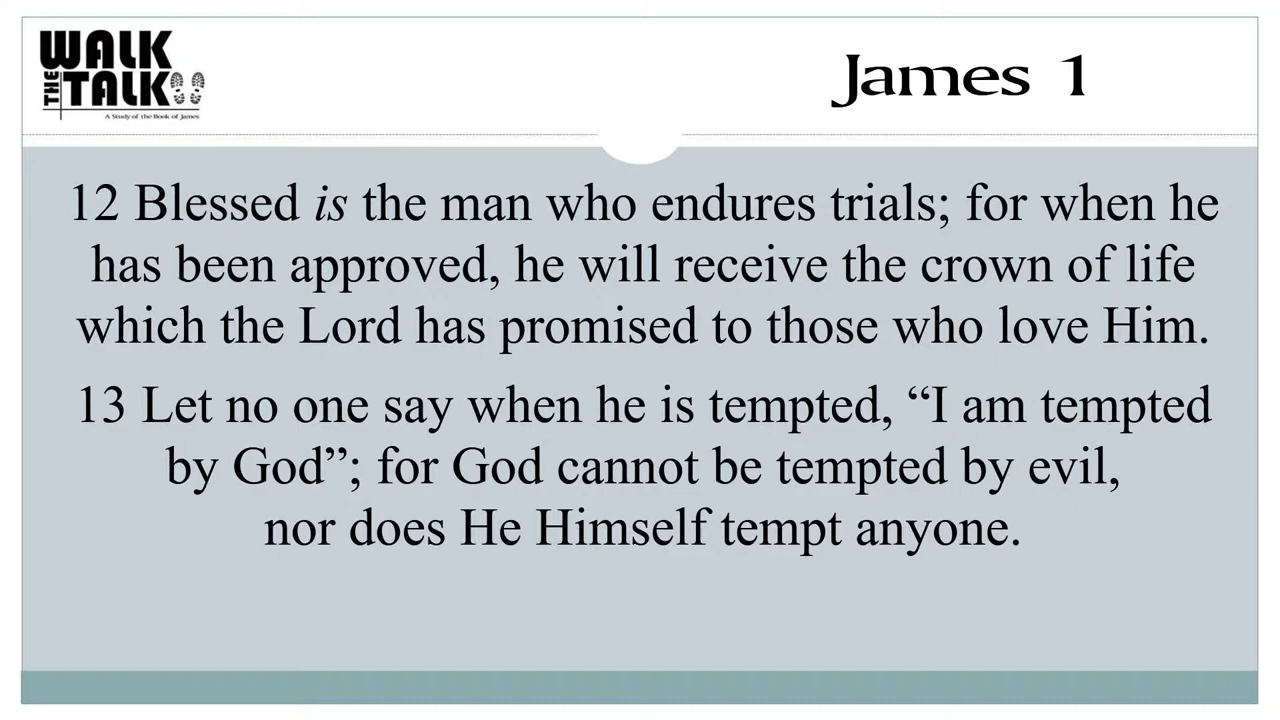 WALK
THE TALK
A Study of the Book of James
James 1
12 Blessed is the man who endures trials; for when he
has been approved, he will receive the crown of life
which the Lord has promised to those who love Him.
13 Let no one say when he is tempted, “I am tempted
by God”; for God cannot be tempted by evil,
nor does He Himself tempt anyone.